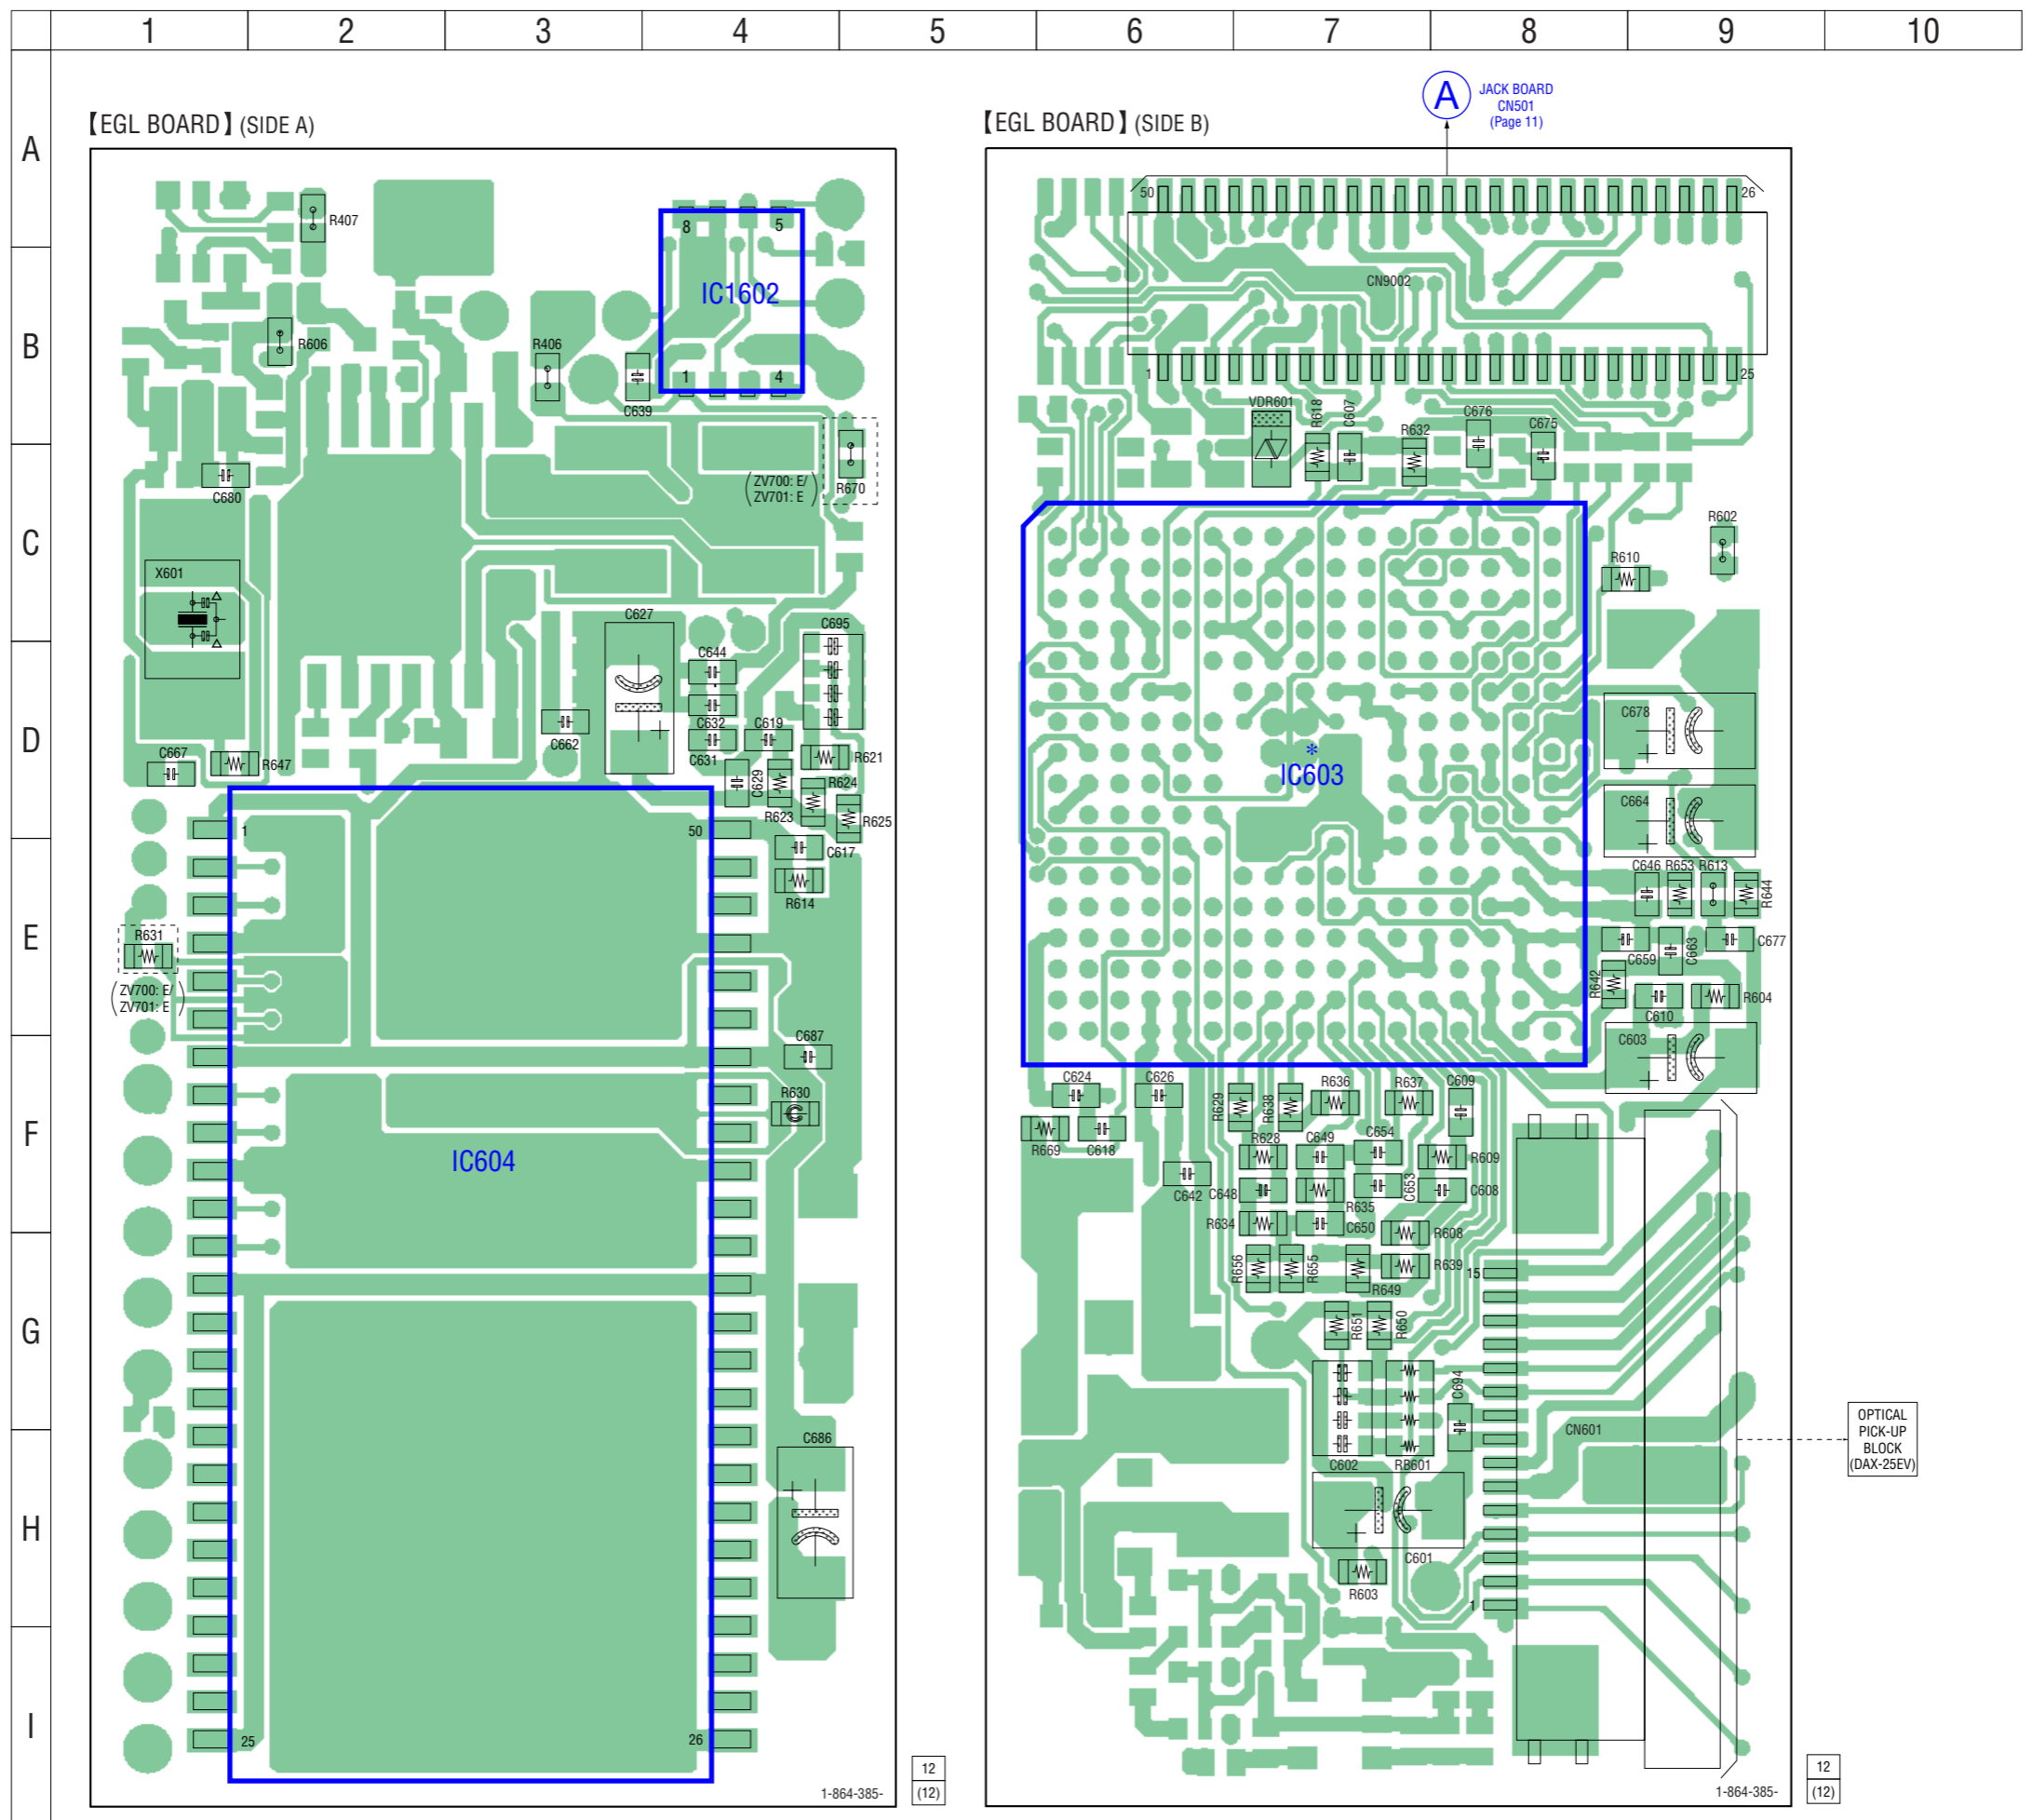 1 2 3 4 5 6 7 8 9 10
A
B
C
D
E
F
G
H
I
【EGL BOARD】(SIDE A)
R407
8 5
IC1602
1 4
R606
R406
C639
C680
(ZV700: E/
ZV701: E)
R670
X601
C627
C695
C644
C632
C619
C631
C662
C667
R647
C629
R621
R624
R623
R625
C617
R614
1 50
R631
(ZV700: E/
ZV701: E)
C687
R630
IC604
C686
25 26
1-864-385-
12
(12)
【EGL BOARD】(SIDE B)
A
JACK BOARD
CN501
(Page 11)
50 26
CN9002
1 25
VDR601
R618
C607
R632
C676
C675
R602
R610
*
IC603
C678
C664
C646
R653
R613
R644
C659
C663
C677
R642
C610
R604
C603
C624
C626
R629
R638
R636
R637
C609
R669
C618
R628
C649
C654
R609
C642
C648
R635
C653
C608
R634
C650
R608
R656
R655
R649
R639
15
R651
R650
C694
C602
RB601
CN601
OPTICAL
PICK-UP
BLOCK
(DAX-25EV)
C601
R603
1
1-864-385-
12
(12)